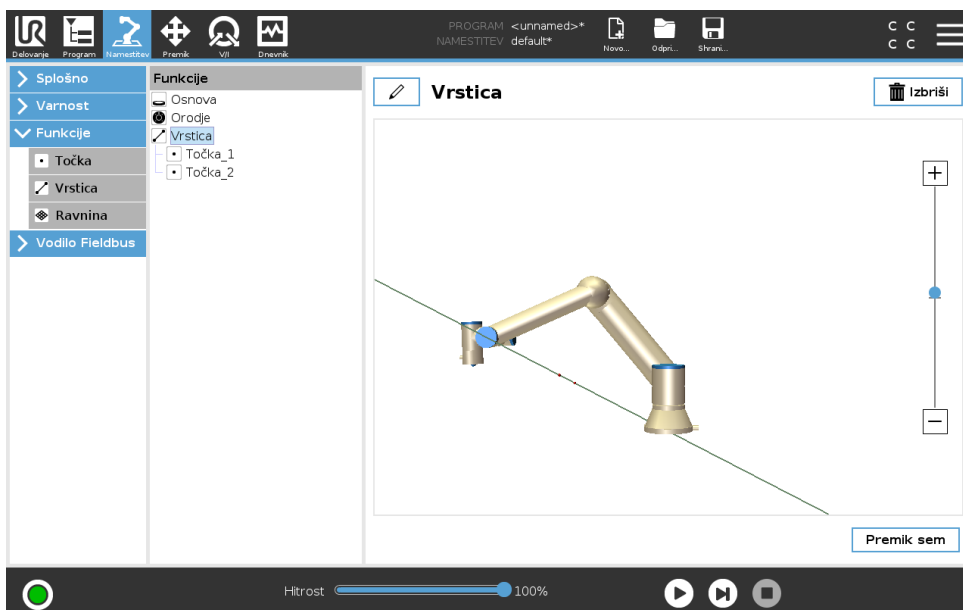 PROGRAM <unnamed>*
NAMESTITEV default*
Delovanje Program Namestitev Premik V/I Dnevnik
Novo... Odpri... Shrani...
C C
C C
Splošno
Varnost
Funkcije
Točka
Vrstica
Ravnina
Vodilo Fieldbus
Funkcije
Osnova
Orodje
Vrstica
Točka_1
Točka_2
Vrstica
Izbriši
Premik sem
Hitrost 100%